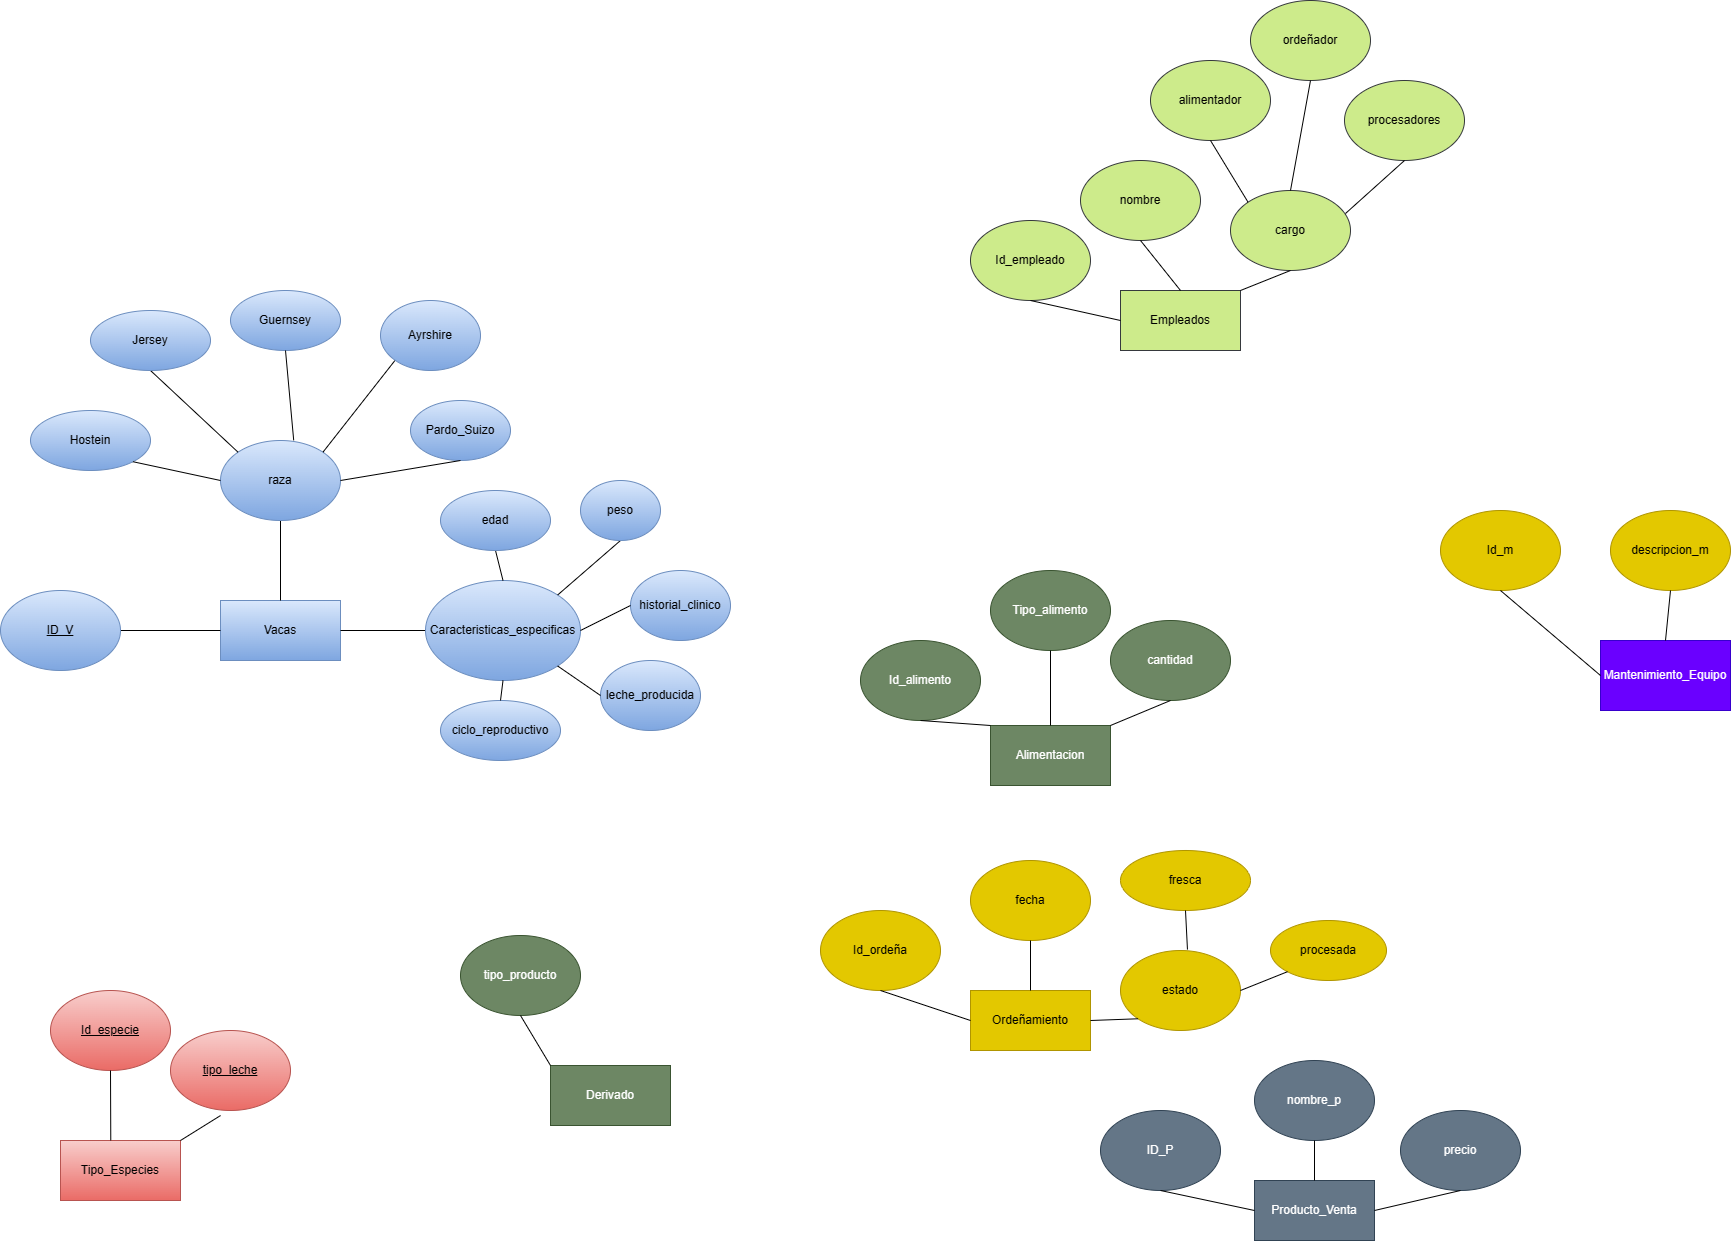 ordeñador
alimentador
procesadores
nombre
cargo
Id_empleado
Empleados
Guernsey
Jersey
Ayrshire
Hostein
Pardo_Suizo
raza
edad
peso
historial_clinico
ID_V
Vacas
Caracteristicas_especificas
leche_producida
ciclo_reproductivo
Id_m
descripcion_m
Mantenimiento_Equipo
Tipo_alimento
Id_alimento
cantidad
Alimentacion
fresca
fecha
Id_ordeña
procesada
estado
Ordeñamiento
tipo_producto
Derivado
Id_especie
tipo_leche
Tipo_Especies
nombre_p
ID_P
precio
Producto_Venta